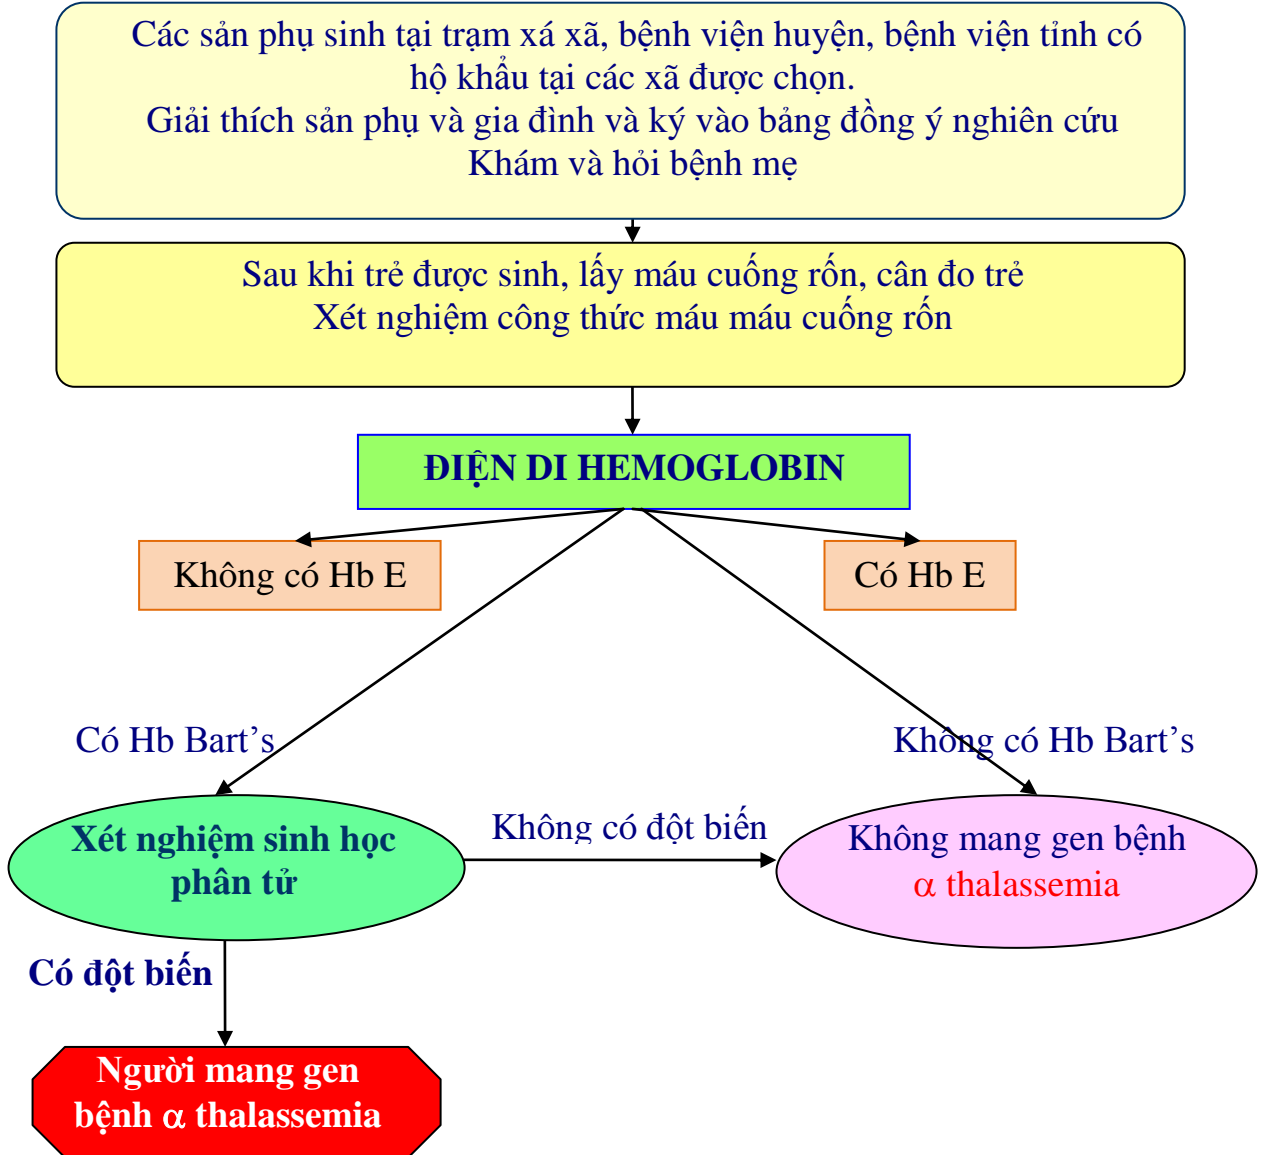 Các sản phụ sinh tại trạm xá xã, bệnh viện huyện, bệnh viện tỉnh có
hộ khẩu tại các xã được chọn.
Giải thích sản phụ và gia đình và ký vào bảng đồng ý nghiên cứu
Khám và hỏi bệnh mẹ
Sau khi trẻ được sinh, lấy máu cuống rốn, cân đo trẻ
Xét nghiệm công thức máu máu cuống rốn
ĐIỆN DI HEMOGLOBIN
Không có Hb E
Có Hb E
Có Hb Bart’s
Không có Hb Bart’s
Xét nghiệm sinh học
phân tử
Không có đột biến
Không mang gen bệnh
α thalassemia
Có đột biến
Người mang gen
bệnh α thalassemia